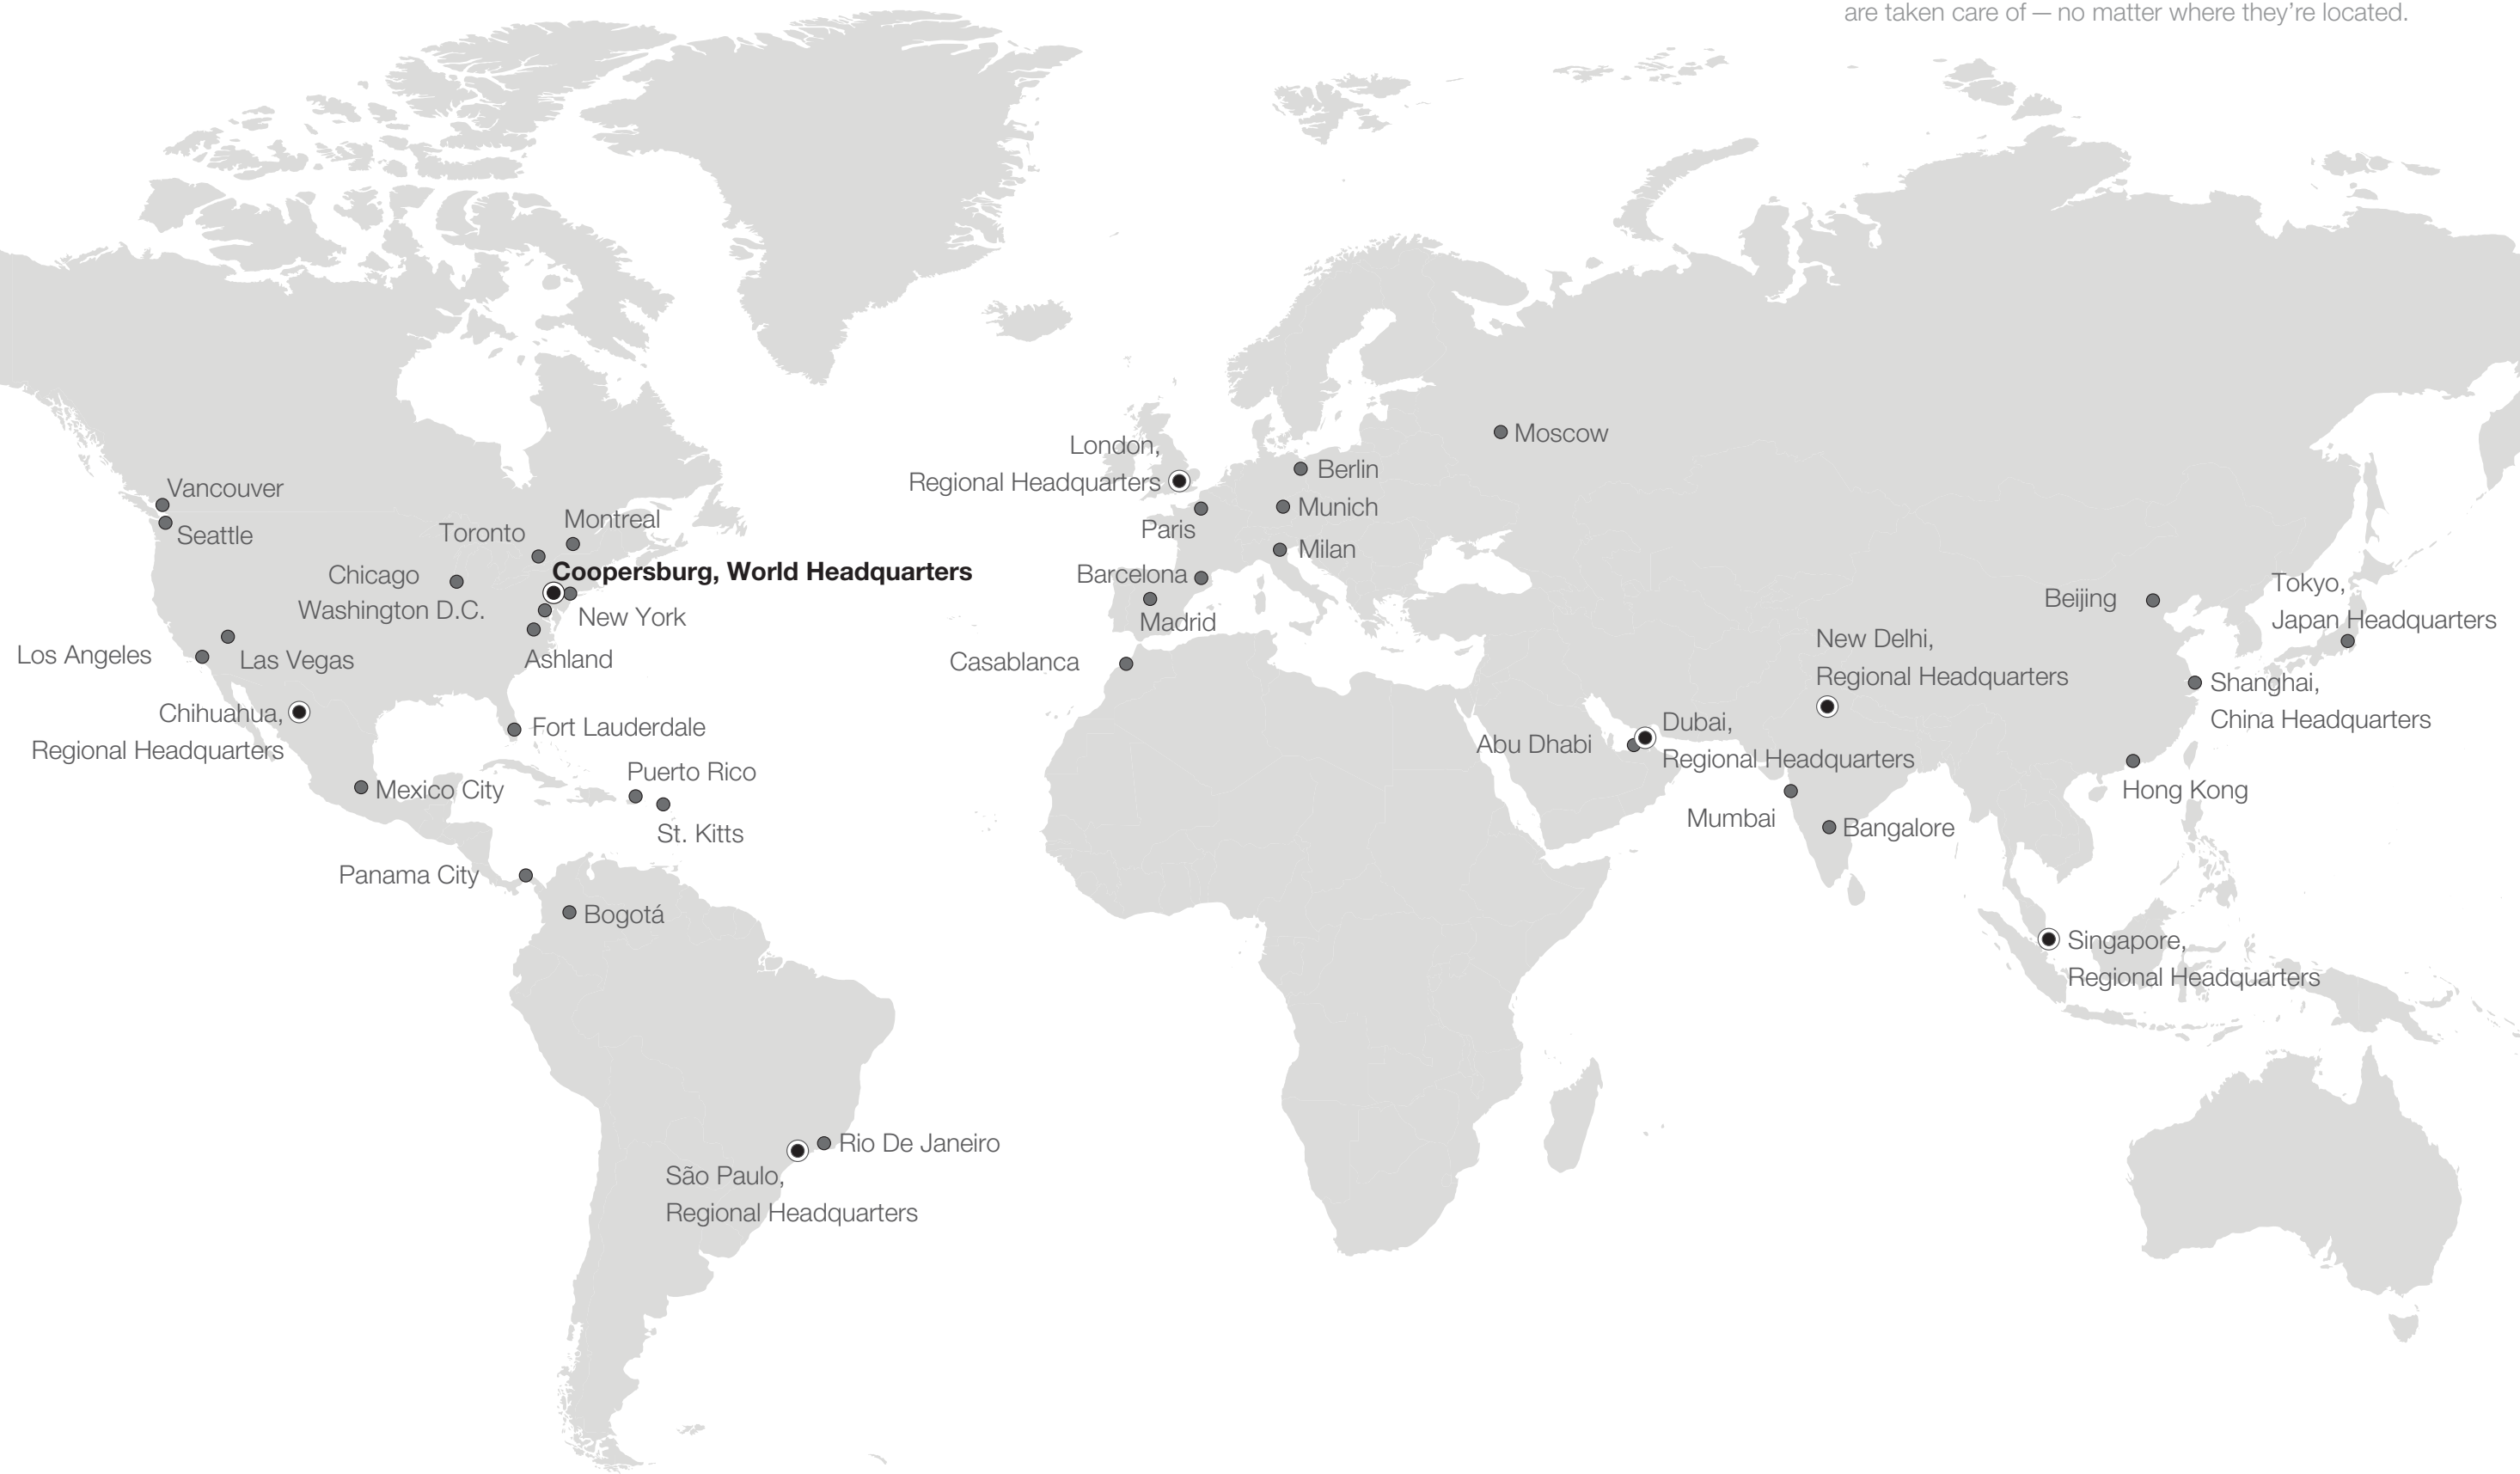 are taken care of — no matter where they’re located.
Moscow
London,
Regional Headquarters
Berlin
Vancouver
Munich
Montreal
Paris
Seattle
Toronto
Milan
Coopersburg, World Headquarters
Chicago
Barcelona
Tokyo,
Japan Headquarters
Beijing
Washington D.C.
New York
Madrid
New Delhi,
Regional Headquarters
Los Angeles
Las Vegas
Ashland
Casablanca
Shanghai,
China Headquarters
Chihuahua,
Regional Headquarters
Fort Lauderdale
Dubai,
Regional Headquarters
Abu Dhabi
Puerto Rico
Mexico City
Hong Kong
Mumbai
Bangalore
St. Kitts
Panama City
Bogotá
Singapore,
Regional Headquarters
Rio De Janeiro
São Paulo,
Regional Headquarters